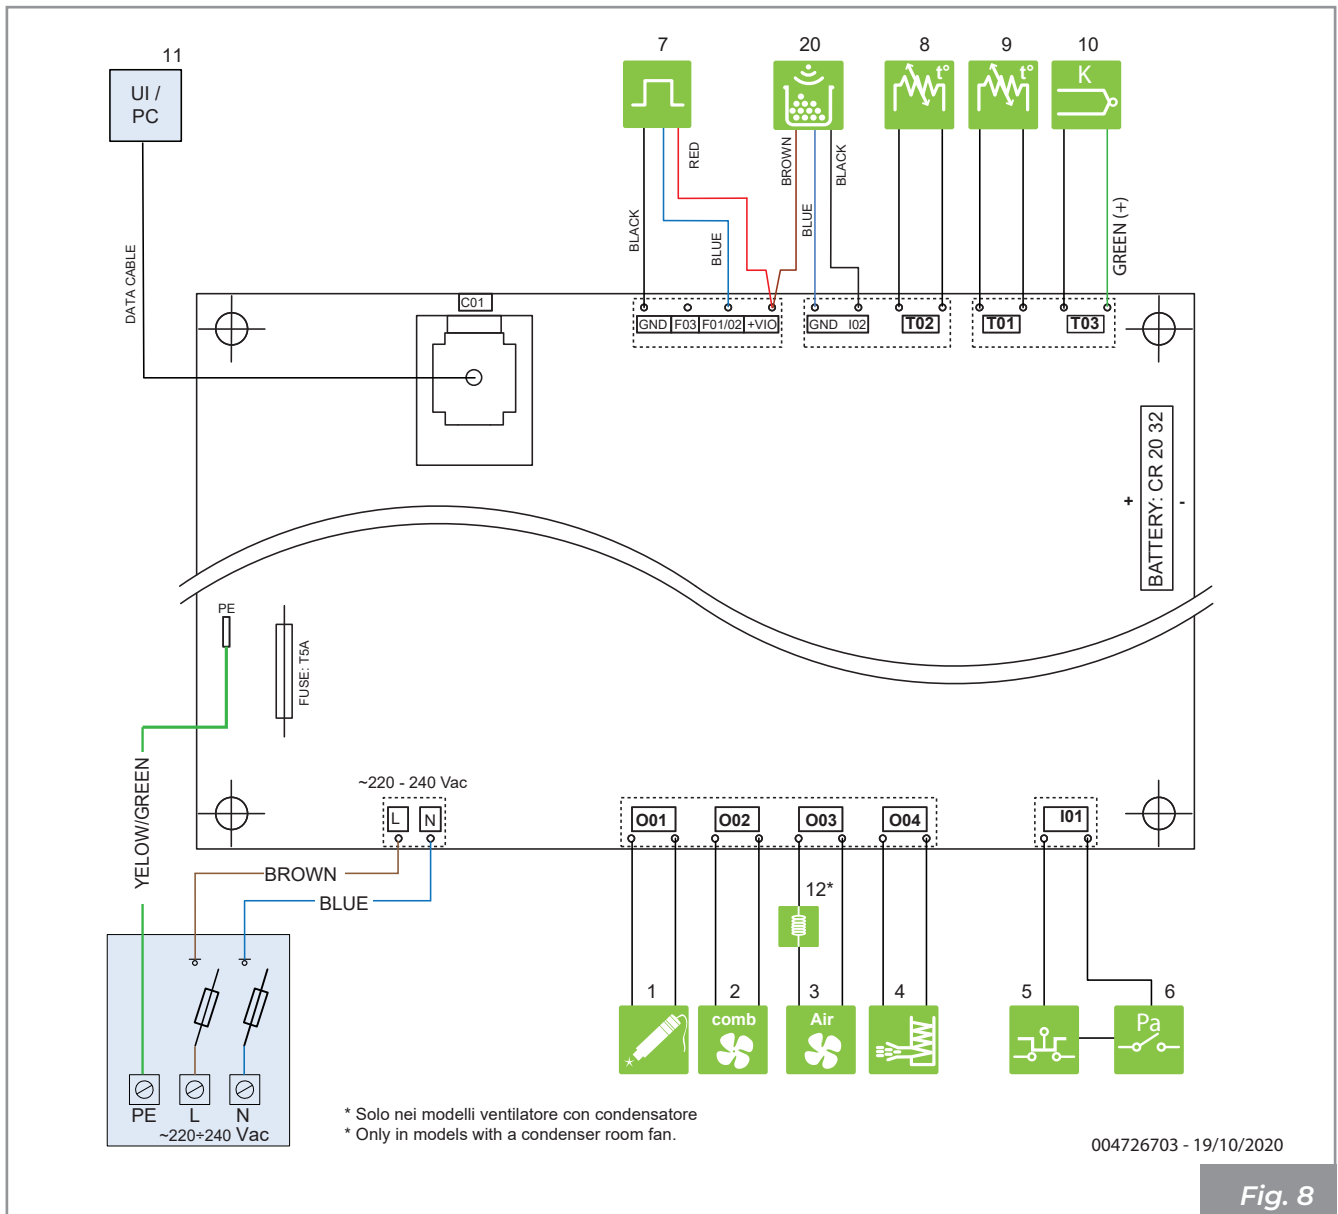 11
7
20
8
9
10
UI /
PC
t°
t°
K
RED
BROWN
BLACK
BLACK
BLUE
BLUE
GREEN (+)
DATA CABLE
C01
GND F03 F01/02 +VIO
GND I02
T02
T01
T03
BATTERY: CR 20 32
+
-
PE
FUSE: T5A
YELOW/GREEN
~220 - 240 Vac
L
N
O01
O02
O03
O04
I01
BROWN
BLUE
12*
1
2
3
4
5
6
comb
Air
Pa
PE
L
N
~220÷240 Vac
* Solo nei modelli ventilatore con condensatore
* Only in models with a condenser room fan.
004726703 - 19/10/2020
Fig. 8